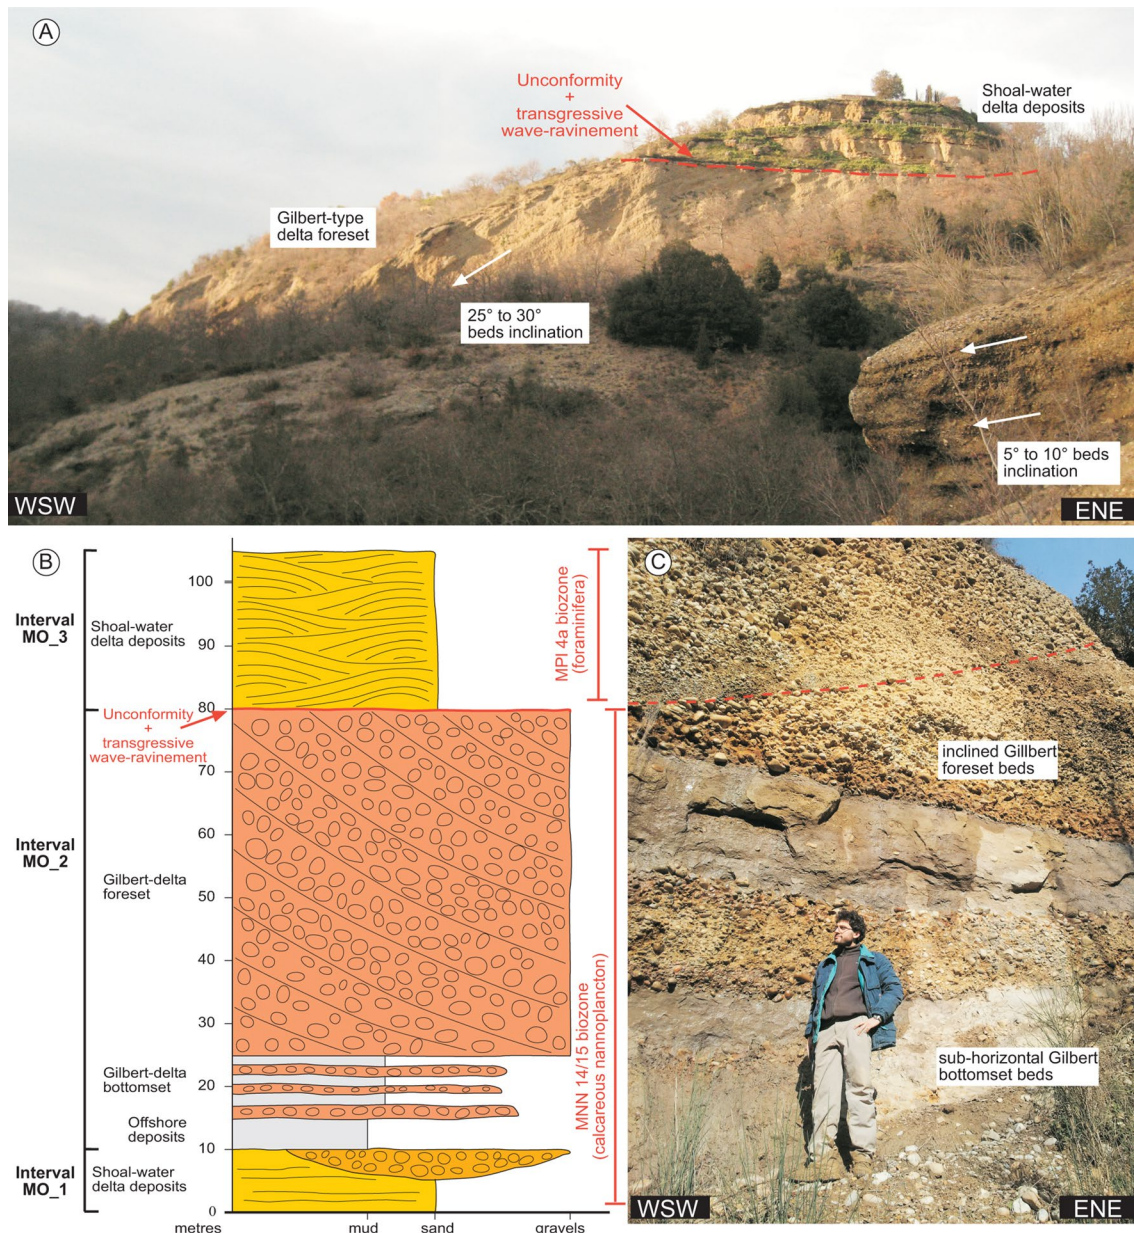 A
Unconformity
+
transgressive
wave-ravinement
Shoal-water
delta deposits
Gilbert-type
delta foreset
25° to 30°
beds inclination
5° to 10° beds
inclination
WSW
ENE
B
Interval
MO_3
Shoal-water
delta deposits
100
90
80
Unconformity
+
transgressive
wave-ravinement
70
Interval
MO_2
60
Gilbert-delta
foreset
50
40
30
Gilbert-delta
bottomset
20
Offshore
deposits
10
Interval
MO_1
Shoal-water
delta deposits
0
metres
mud
sand
gravels
MPl 4a biozone
(foraminifera)
MNN 14/15 biozone
(calcareous nannoplancton)
C
inclined Gillbert
foreset beds
sub-horizontal Gilbert
bottomset beds
WSW
ENE